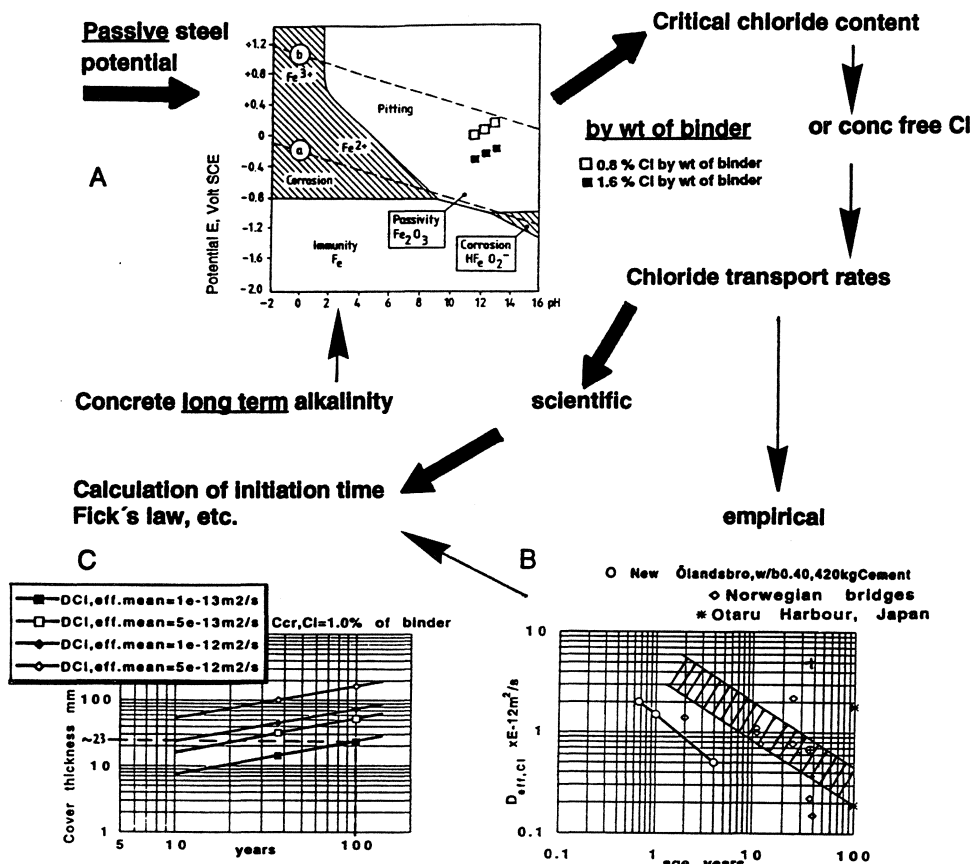 Passive steel
potential
A
Potential E, Volt SCE
+1.2
+0.8
+0.4
0
-0.4
-0.8
-1.2
-1.6
-2.0
-2 0 2 4 6 8 10 12 14 16 pH
b
Fe3+
Pitting
a
Fe2+
Corrosion
Passivity
Fe2O3
Immunity
Fe
Corrosion
HFeO2-
Critical chloride content
by wt of binder
or conc free Cl
0.8 % Cl by wt of binder
1.6 % Cl by wt of binder
Chloride transport rates
Concrete long term alkalinity
scientific
Calculation of initiation time
Fick´s law, etc.
empirical
C
DCl,eff.mean=1e-13m2/s
DCl,eff.mean=5e-13m2/s
DCl,eff.mean=1e-12m2/s
DCl,eff.mean=5e-12m2/s
Ccr,Cl=1.0% of binder
Cover thickness mm
100
~23
10
1
5 10 100
years
B
New Ölandsbro,w/b0.40,420kgCement
Norwegian bridges
Otaru Harbour, Japan
Deff,Cl xE-12m2/s
10
1
0.1
0.1 1 10 100
age years